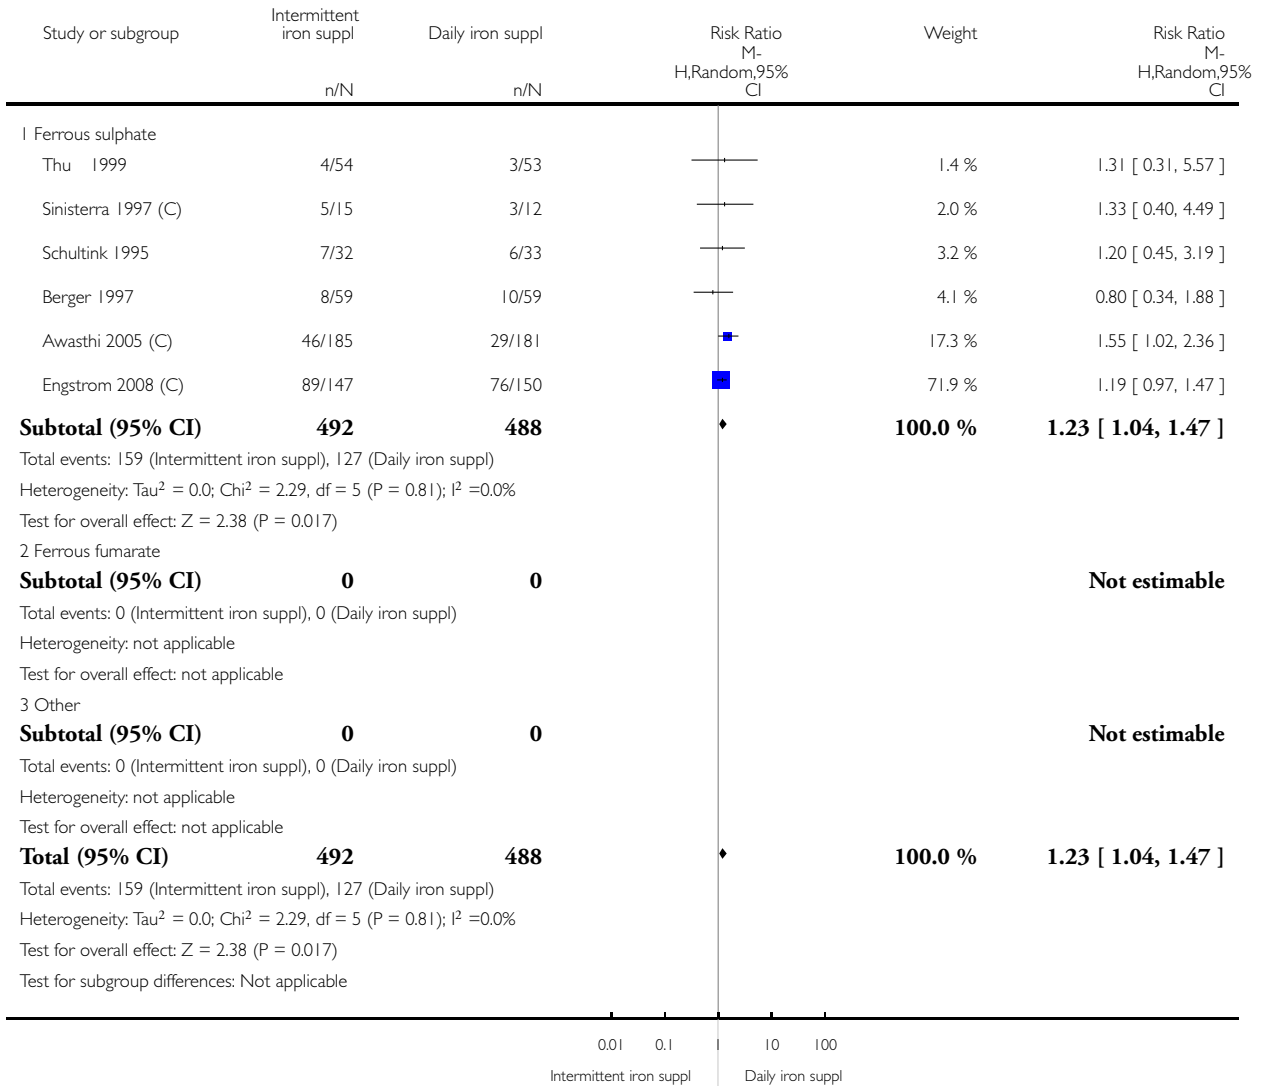 Study or subgroup Intermittent iron suppl Daily iron suppl Risk Ratio Weight Risk Ratio
n/N n/N M-H,Random,95% CI M-H,Random,95% CI
1 Ferrous sulphate
Thu 1999 4/54 3/53 1.4 % 1.31 [ 0.31, 5.57 ]
Sinisterra 1997 (C) 5/15 3/12 2.0 % 1.33 [ 0.40, 4.49 ]
Schultink 1995 7/32 6/33 3.2 % 1.20 [ 0.45, 3.19 ]
Berger 1997 8/59 10/59 4.1 % 0.80 [ 0.34, 1.88 ]
Awasthi 2005 (C) 46/185 29/181 17.3 % 1.55 [ 1.02, 2.36 ]
Engstrom 2008 (C) 89/147 76/150 71.9 % 1.19 [ 0.97, 1.47 ]
Subtotal (95% CI) 492 488 100.0 % 1.23 [ 1.04, 1.47 ]
Total events: 159 (Intermittent iron suppl), 127 (Daily iron suppl)
Heterogeneity: Tau² = 0.0; Chi² = 2.29, df = 5 (P = 0.81); I² =0.0%
Test for overall effect: Z = 2.38 (P = 0.017)
2 Ferrous fumarate
Subtotal (95% CI) 0 0 Not estimable
Total events: 0 (Intermittent iron suppl), 0 (Daily iron suppl)
Heterogeneity: not applicable
Test for overall effect: not applicable
3 Other
Subtotal (95% CI) 0 0 Not estimable
Total events: 0 (Intermittent iron suppl), 0 (Daily iron suppl)
Heterogeneity: not applicable
Test for overall effect: not applicable
Total (95% CI) 492 488 100.0 % 1.23 [ 1.04, 1.47 ]
Total events: 159 (Intermittent iron suppl), 127 (Daily iron suppl)
Heterogeneity: Tau² = 0.0; Chi² = 2.29, df = 5 (P = 0.81); I² =0.0%
Test for overall effect: Z = 2.38 (P = 0.017)
Test for subgroup differences: Not applicable
0.01 0.1 1 10 100
Intermittent iron suppl Daily iron suppl